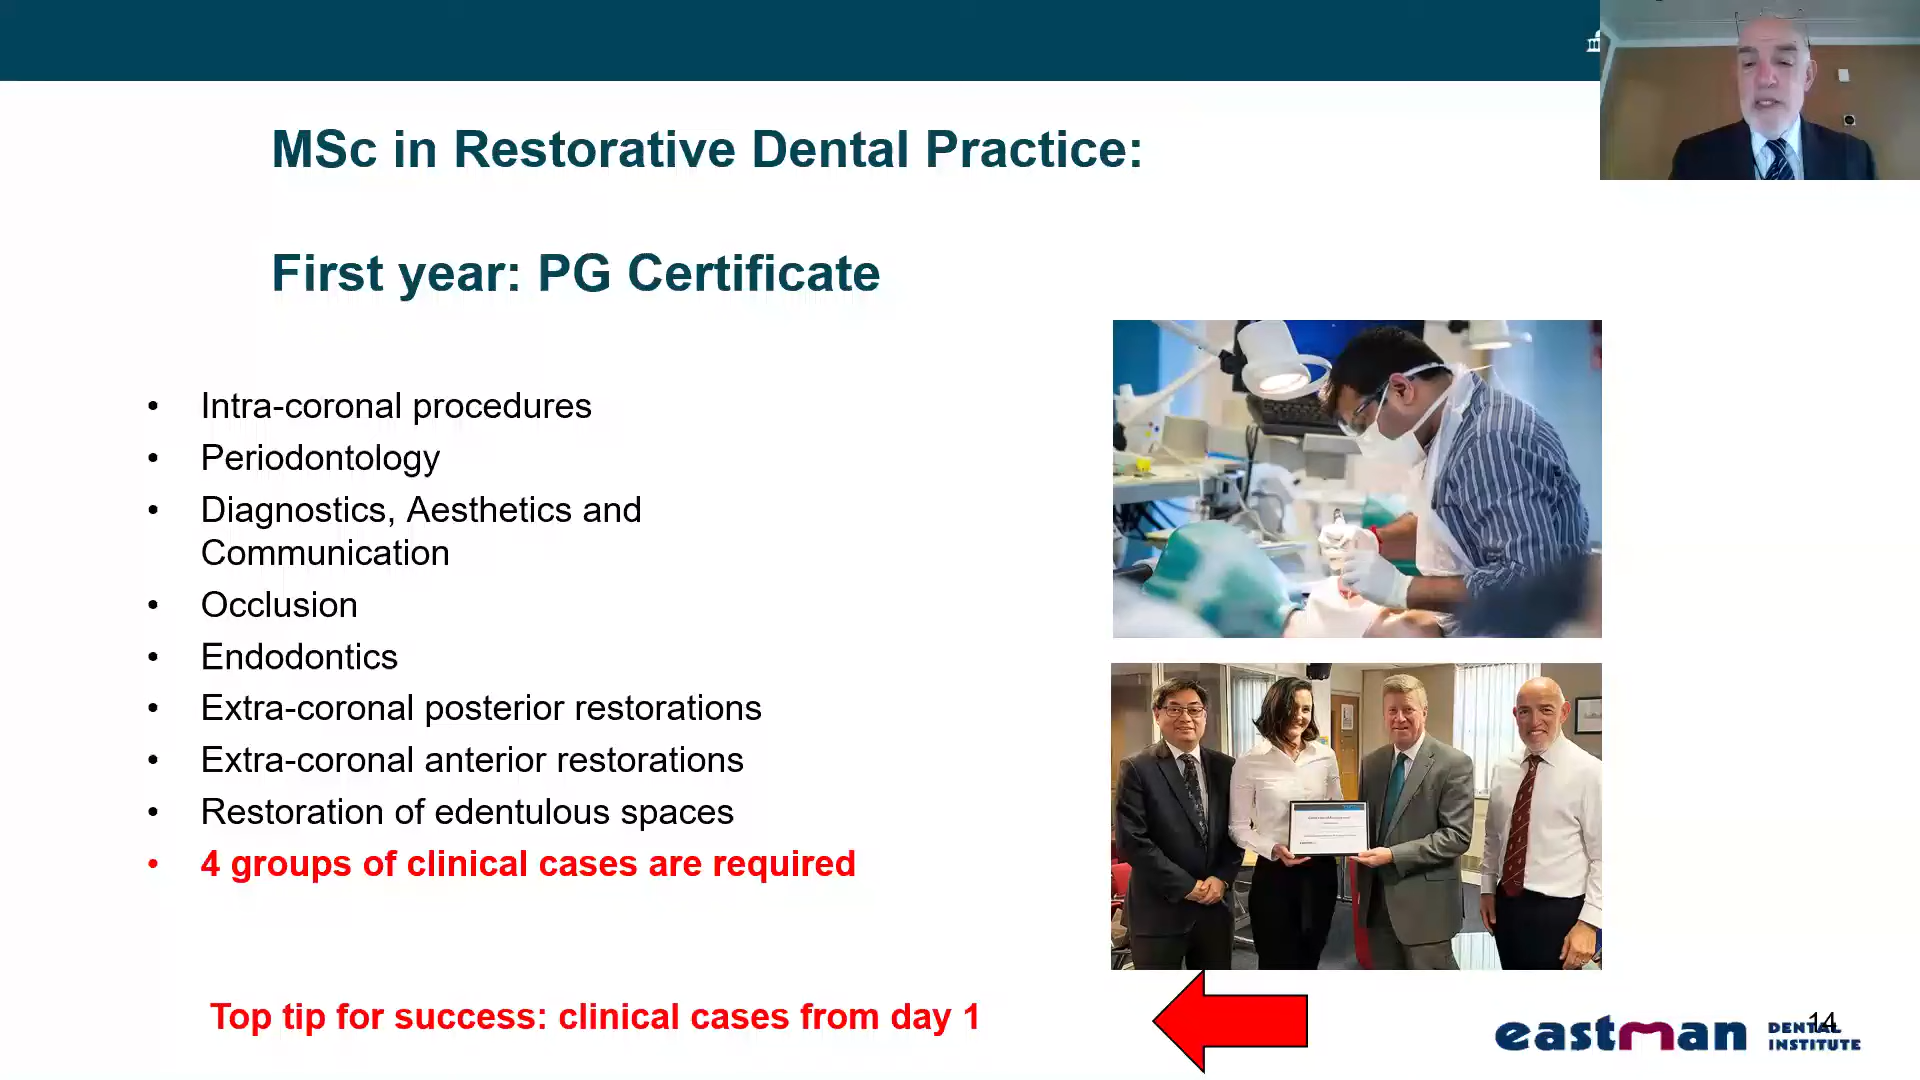 MSc in Restorative Dental Practice:
First year: PG Certificate
• Intra-coronal procedures
• Periodontology
• Diagnostics, Aesthetics and
Communication
• Occlusion
• Endodontics
• Extra-coronal posterior restorations
• Extra-coronal anterior restorations
• Restoration of edentulous spaces
• 4 groups of clinical cases are required
Top tip for success: clinical cases from day 1
14
eastman DENTAL
INSTITUTE